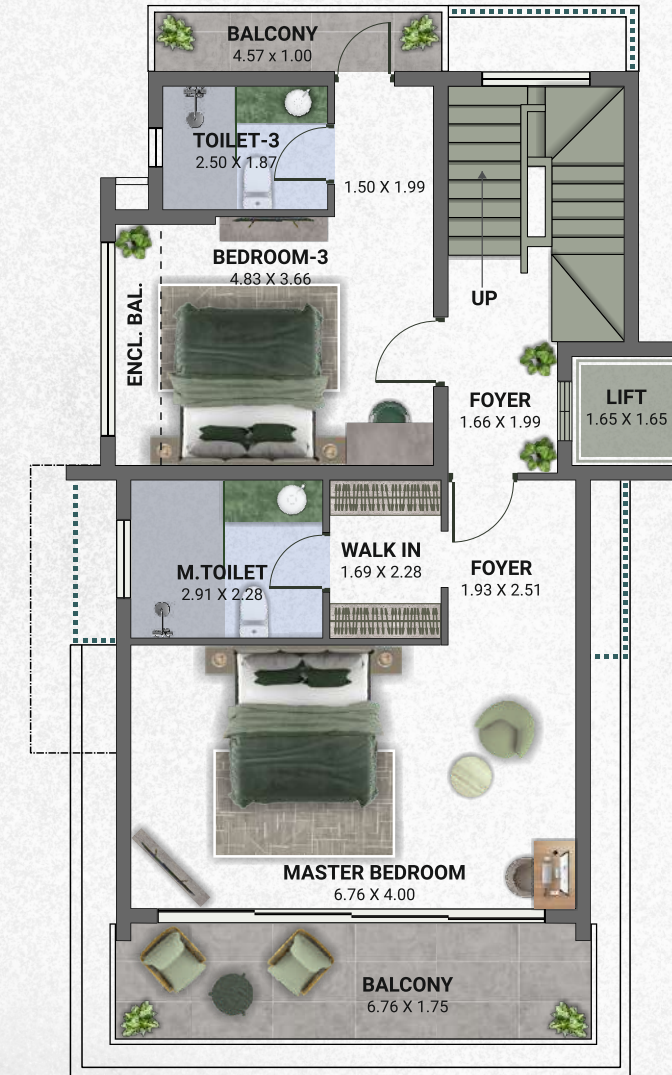 BALCONY
4.57 x 1.00
TOILET-3
2.50 X 1.87
1.50 X 1.99
BEDROOM-3
4.83 X 3.66
ENCL. BAL.
UP
FOYER
1.66 X 1.99
LIFT
1.65 X 1.65
M.TOILET
2.91 X 2.28
WALK IN
1.69 X 2.28
FOYER
1.93 X 2.51
MASTER BEDROOM
6.76 X 4.00
BALCONY
6.76 X 1.75